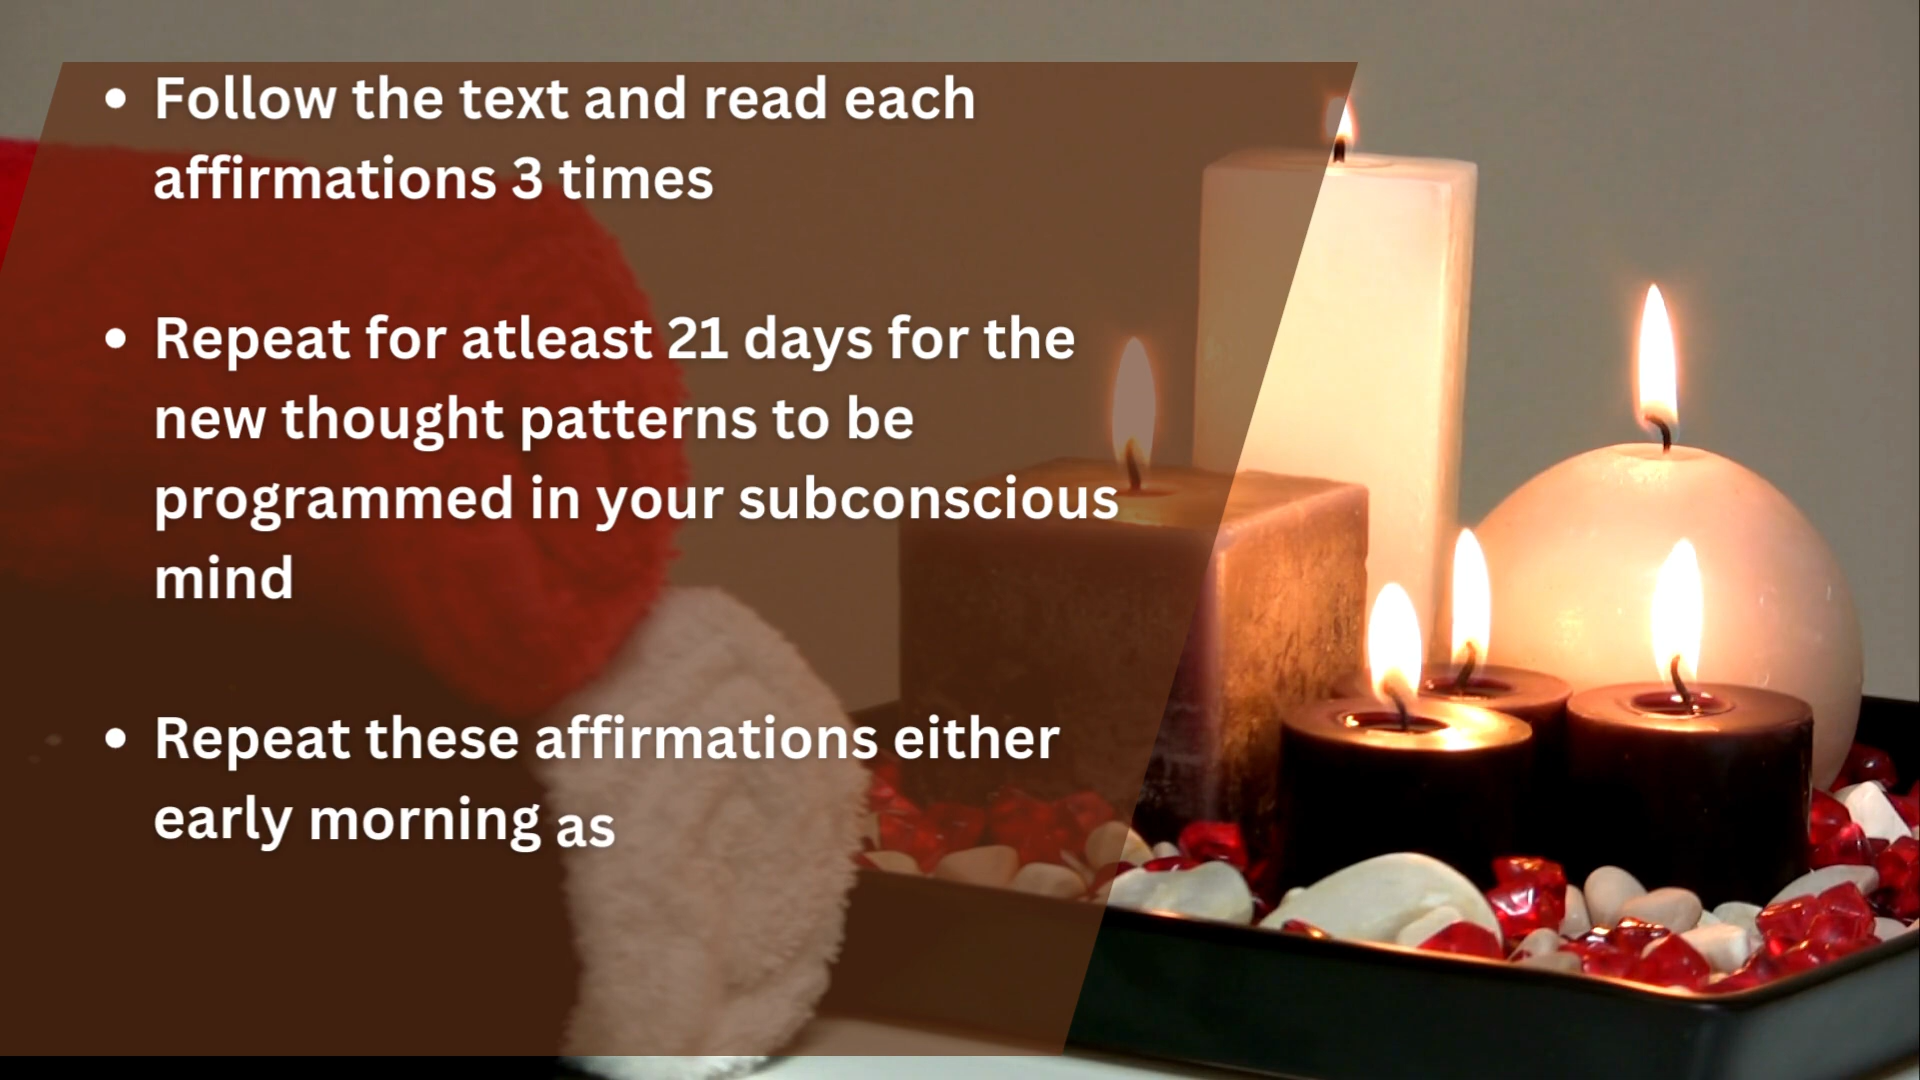 • Follow the text and read each
affirmations 3 times
• Repeat for atleast 21 days for the
new thought patterns to be
programmed in your subconscious
mind
• Repeat these affirmations either
early morning as